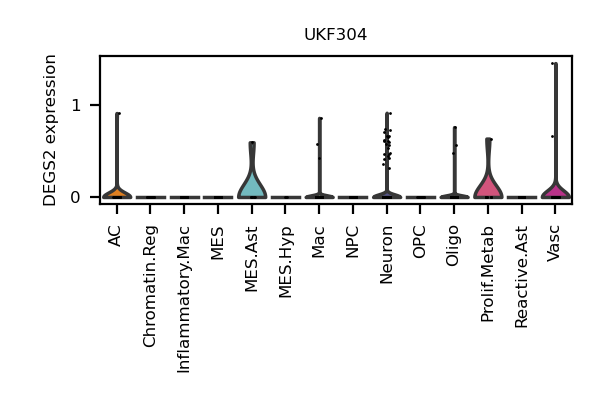 UKF304
DEGS2 expression
1
0
AC
Chromatin.Reg
Inflammatory.Mac
MES
MES.Ast
MES.Hyp
Mac
NPC
Neuron
OPC
Oligo
Prolif.Metab
Reactive.Ast
Vasc